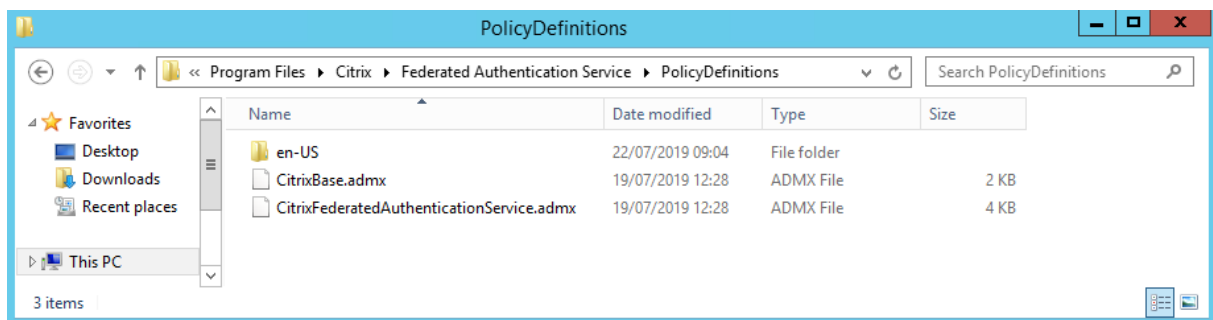 PolicyDefinitions
« Program Files Citrix Federated Authentication Service PolicyDefinitions Search PolicyDefinitions
Favorites
Desktop
Downloads
Recent places
This PC
Name Date modified Type Size
en-US 22/07/2019 09:04 File folder
CitrixBase.admx 19/07/2019 12:28 ADMX File 2 KB
CitrixFederatedAuthenticationService.admx 19/07/2019 12:28 ADMX File 4 KB
3 items